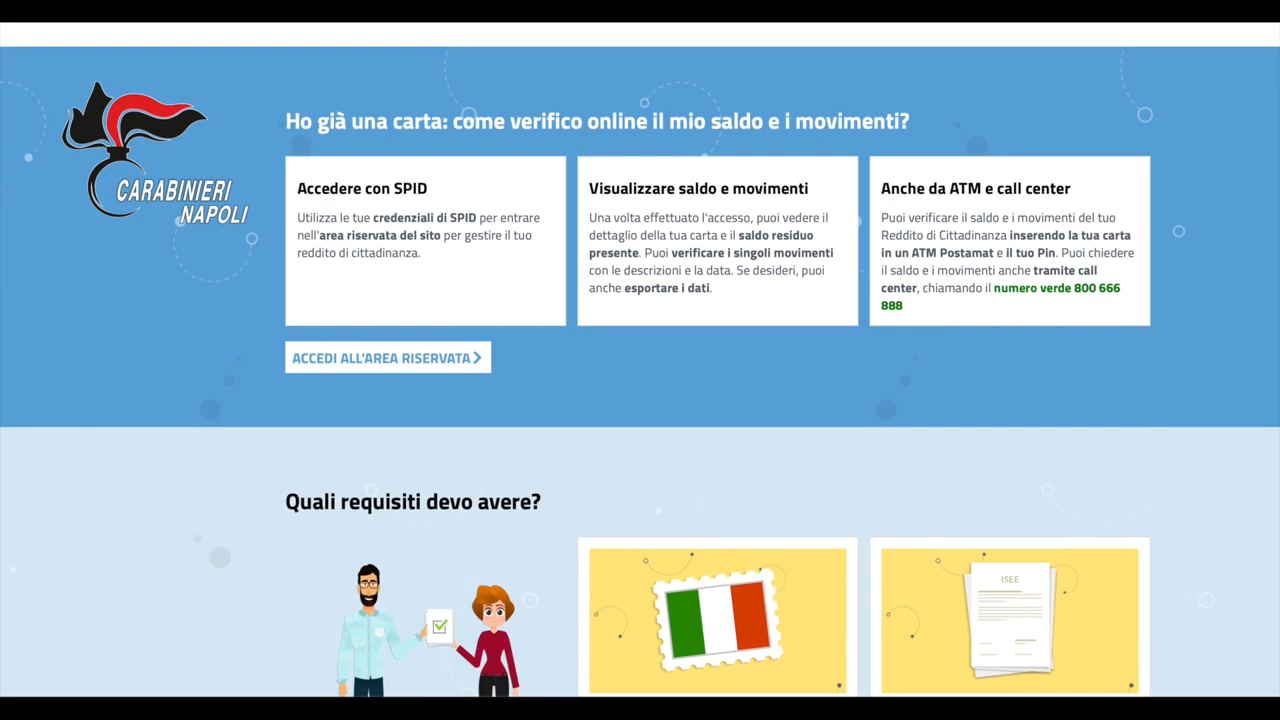 CARABINIERI
NAPOLI
Ho già una carta: come verifico online il mio saldo e i movimenti?
Accedere con SPID
Utilizza le tue credenziali di SPID per entrare
nell'area riservata del sito per gestire il tuo
reddito di cittadinanza.
Visualizzare saldo e movimenti
Una volta effettuato l'accesso, puoi vedere il
dettaglio della tua carta e il saldo residuo
presente. Puoi verificare i singoli movimenti
con le descrizioni e la data. Se desideri, puoi
anche esportare i dati.
Anche da ATM e call center
Puoi verificare il saldo e i movimenti del tuo
Reddito di Cittadinanza inserendo la tua carta
in un ATM Postamat e il tuo Pin. Puoi chiedere
il saldo e i movimenti anche tramite call
center, chiamando il numero verde 800 666
888
ACCEDI ALL'AREA RISERVATA
Quali requisiti devo avere?
ISEE